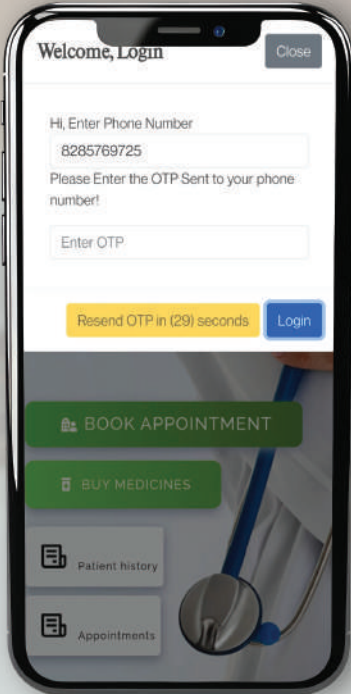 Welcome, Login
Close
Hi, Enter Phone Number
8285769725
Please Enter the OTP Sent to your phone
number!
Enter OTP
Resend OTP in (29) seconds
Login
BOOK APPOINTMENT
BUY MEDICINES
Patient history
Appointments